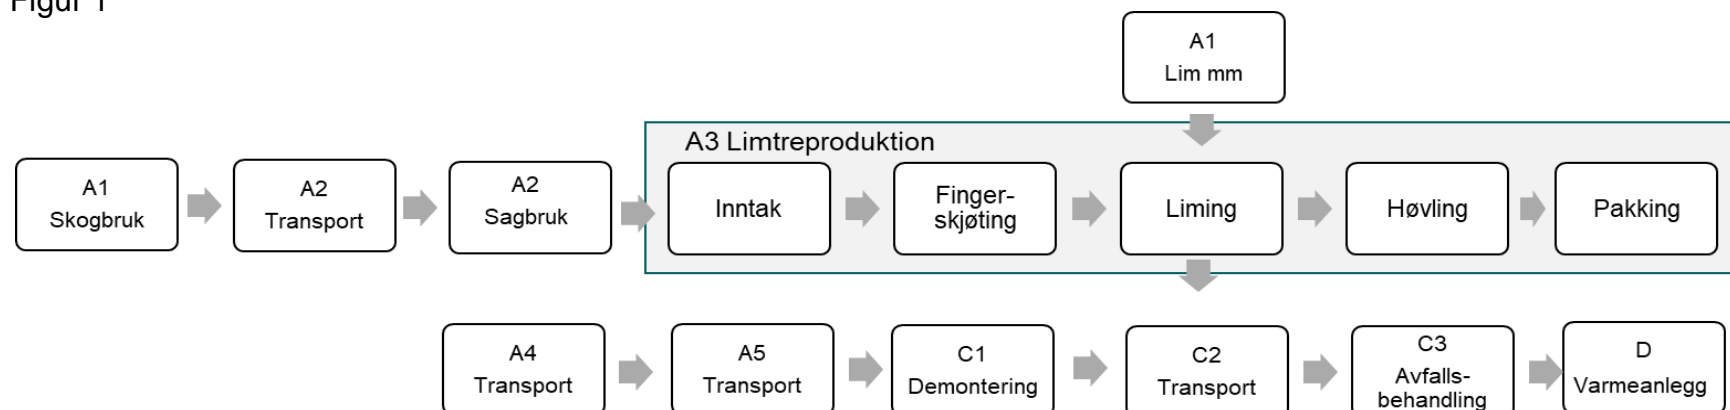 Figur 1
A1
Lim mm
A3 Limtreproduktion
A1
Skogbruk
A2
Transport
A2
Sagbruk
Inntak
Finger-
skjøting
Liming
Høvling
Pakking
A4
Transport
A5
Transport
C1
Demontering
C2
Transport
C3
Avfalls-
behandling
D
Varmeanlegg